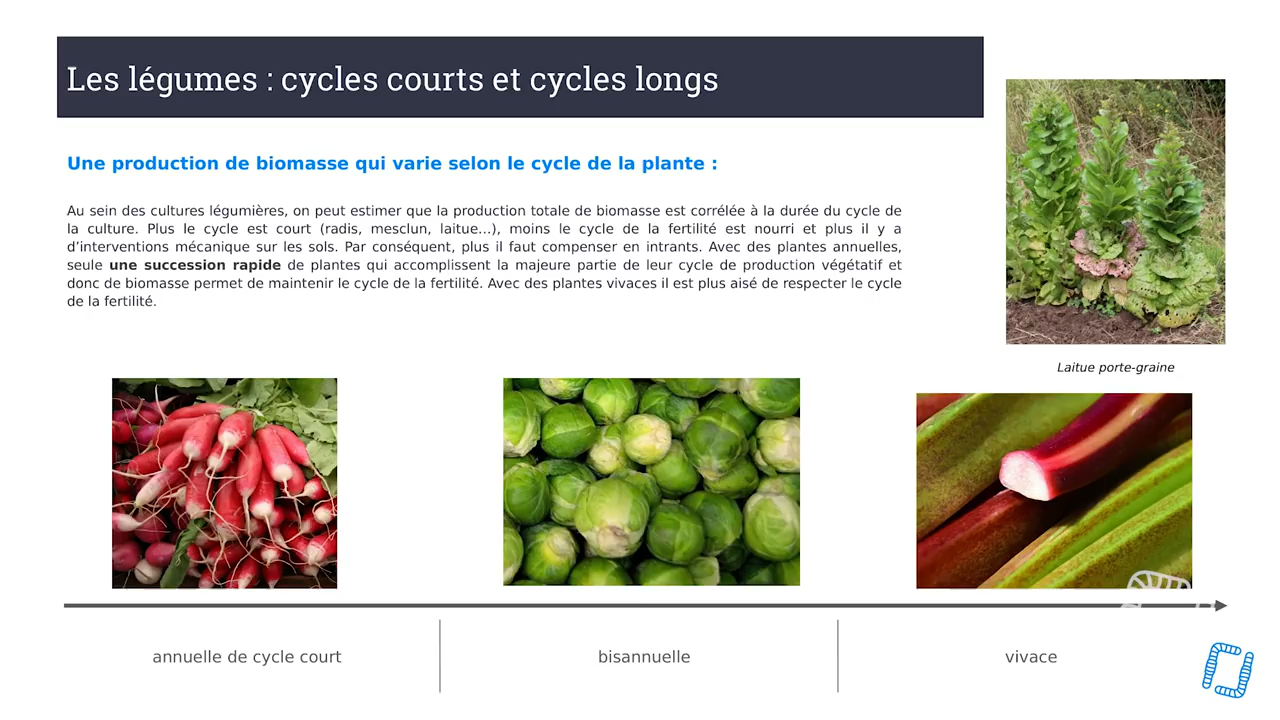 Les légumes : cycles courts et cycles longs
Une production de biomasse qui varie selon le cycle de la plante :
Au sein des cultures légumières, on peut estimer que la production totale de biomasse est corrélée à la durée du cycle de
la culture. Plus le cycle est court (radis, mesclun, laitue...), moins le cycle de la fertilité est nourri et plus il y a
d’interventions mécanique sur les sols. Par conséquent, plus il faut compenser en intrants. Avec des plantes annuelles,
seule une succession rapide de plantes qui accomplissent la majeure partie de leur cycle de production végétatif et
donc de biomasse permet de maintenir le cycle de la fertilité. Avec des plantes vivaces il est plus aisé de respecter le cycle
de la fertilité.
Laitue porte-graine
annuelle de cycle court
bisannuelle
vivace